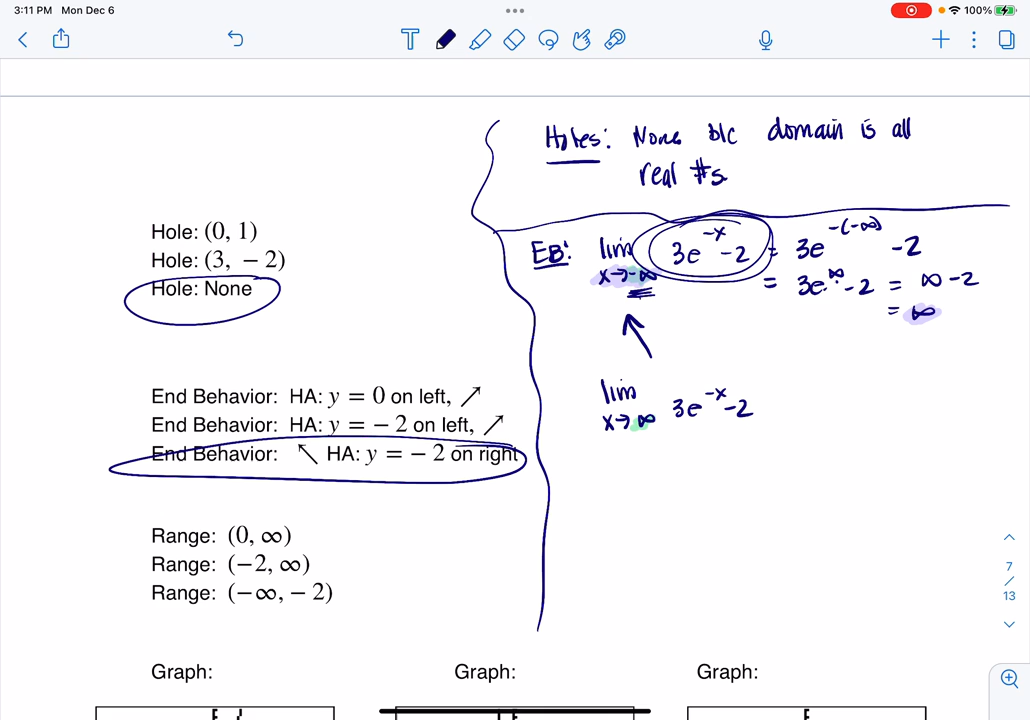 3:11 PM Mon Dec 6
100%
Holes: None b/c domain is all
real #s
Hole: (0, 1)
Hole: (3, − 2)
Hole: None
EB: lim x→-∞ 3e^-x -2 = 3e^-(-∞) -2
= 3e^∞ -2 = ∞ -2
= ∞
lim x→∞ 3e^-x -2
End Behavior: HA: y = 0 on left, ↗
End Behavior: HA: y = − 2 on left, ↗
End Behavior: ↖ HA: y = − 2 on right
Range: (0, ∞)
Range: (−2, ∞)
Range: (−∞, − 2)
7
/
13
Graph: Graph: Graph: